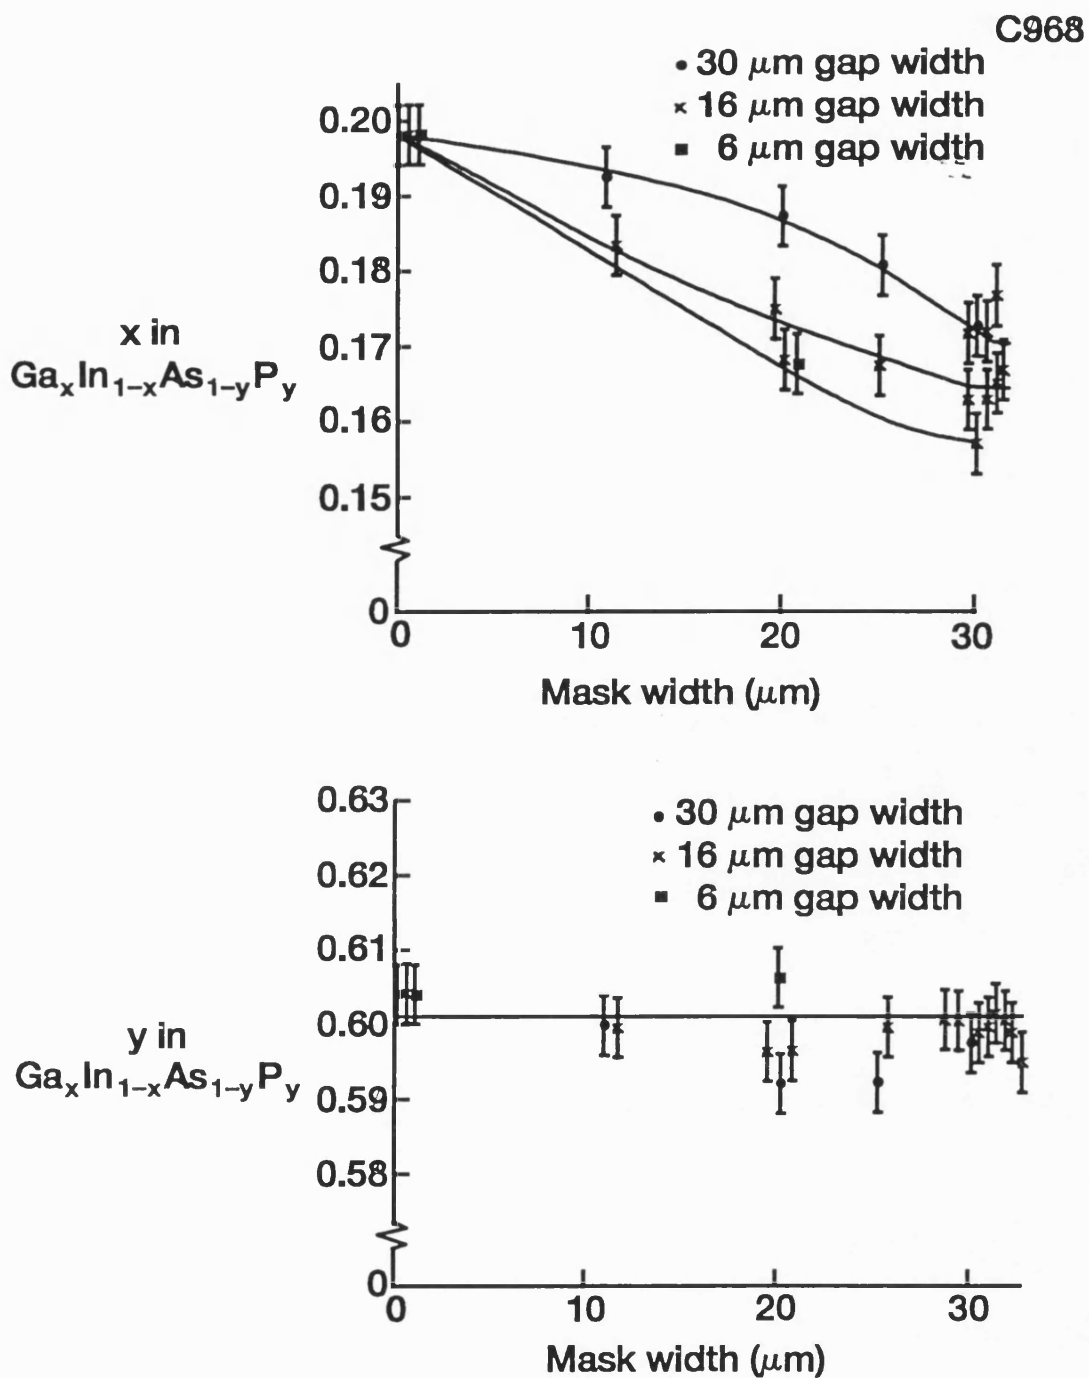 C968
• 30 μm gap width
× 16 μm gap width
■ 6 μm gap width
0.20
0.19
0.18
0.17
0.16
0.15
0
x in
GaₓIn₁₋ₓAs₁₋ᵧPᵧ
0
10
20
30
Mask width (μm)
0.63
0.62
0.61
0.60
0.59
0.58
0
• 30 μm gap width
× 16 μm gap width
■ 6 μm gap width
y in
GaₓIn₁₋ₓAs₁₋ᵧPᵧ
0
10
20
30
Mask width (μm)